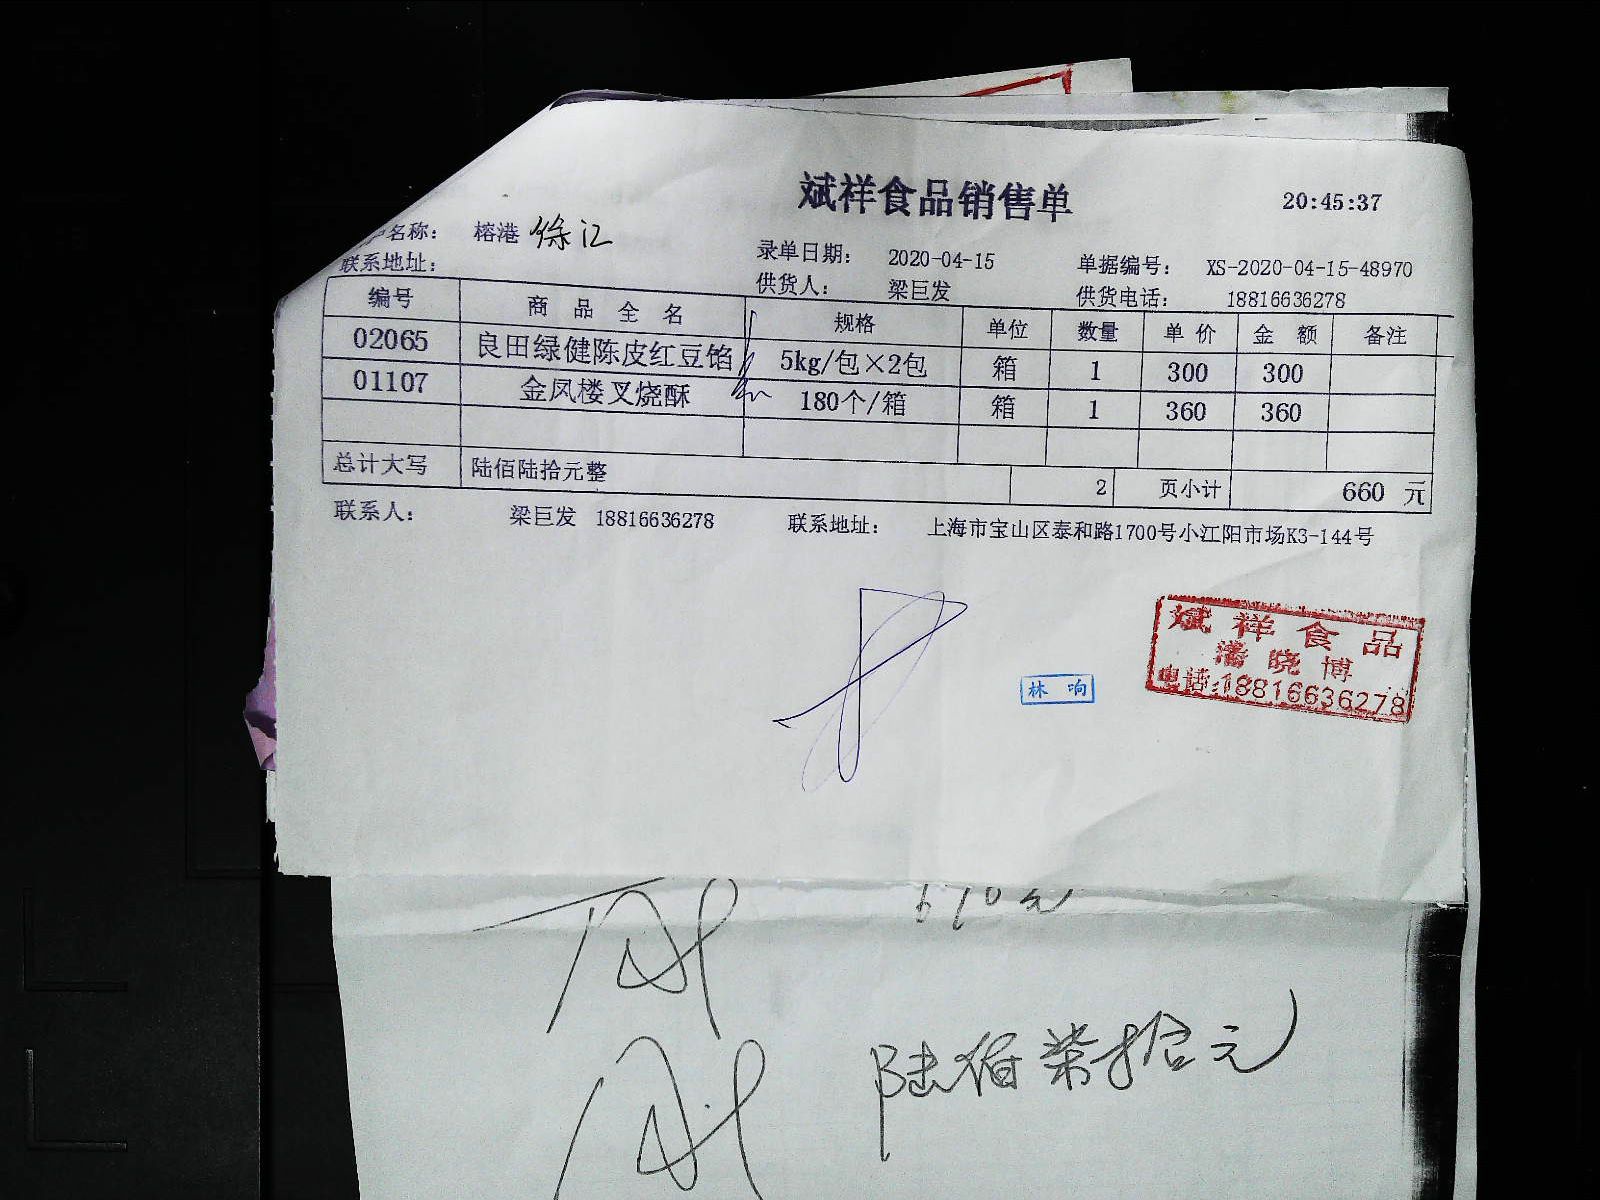 斌祥食品销售单 20:45:37
户名称: 榕港 徐汇 录单日期: 2020-04-15 单据编号: XS-2020-04-15-48970
联系地址: 供货人: 梁巨发 供货电话: 18816636278
编号 商品全名 规格 单位 数量 单价 金额 备注
02065 良田绿健陈皮红豆馅 5kg/包×2包 箱 1 300 300
01107 金凤楼叉烧酥 180个/箱 箱 1 360 360
总计大写 陆佰陆拾元整 2 页小计 660 元
联系人: 梁巨发 18816636278 联系地址: 上海市宝山区泰和路1700号小江阳市场K3-144号
斌祥食品
潘晓博
电话:18816636278
林响
陆佰柒拾元